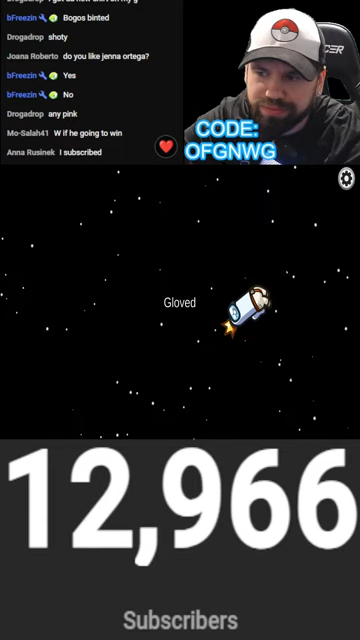 Drogadrop
bFreezin Bogos binted
Drogadrop shoty
Joana Roberto do you like jenna ortega?
bFreezin Yes
bFreezin No
Drogadrop any pink
Mo-Salah41 W if he going to win
Anna Rusinek I subscribed
CODE:
OFGNWG
Gloved
12,966
Subscribers